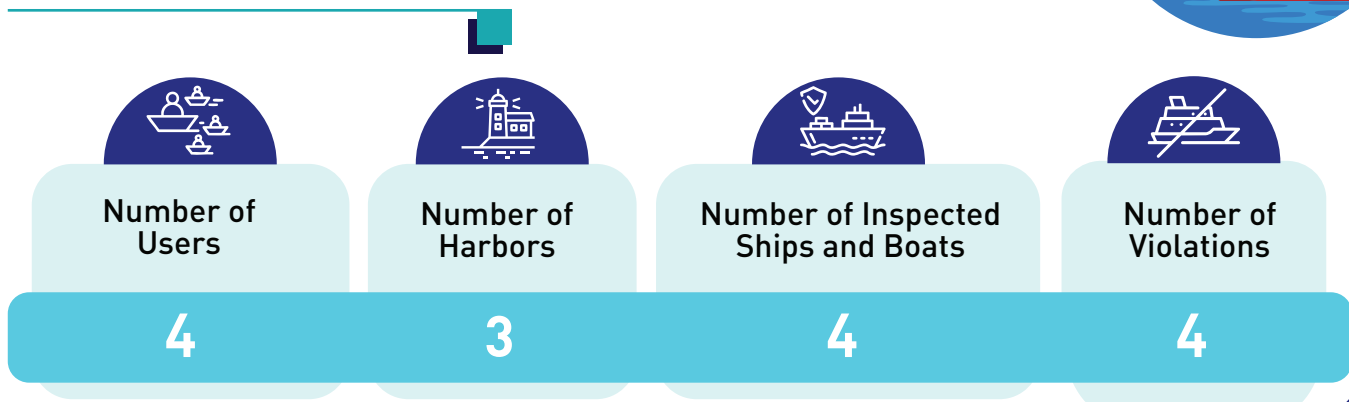 Number of
Users
Number of
Harbors
Number of Inspected
Ships and Boats
Number of
Violations
4
3
4
4